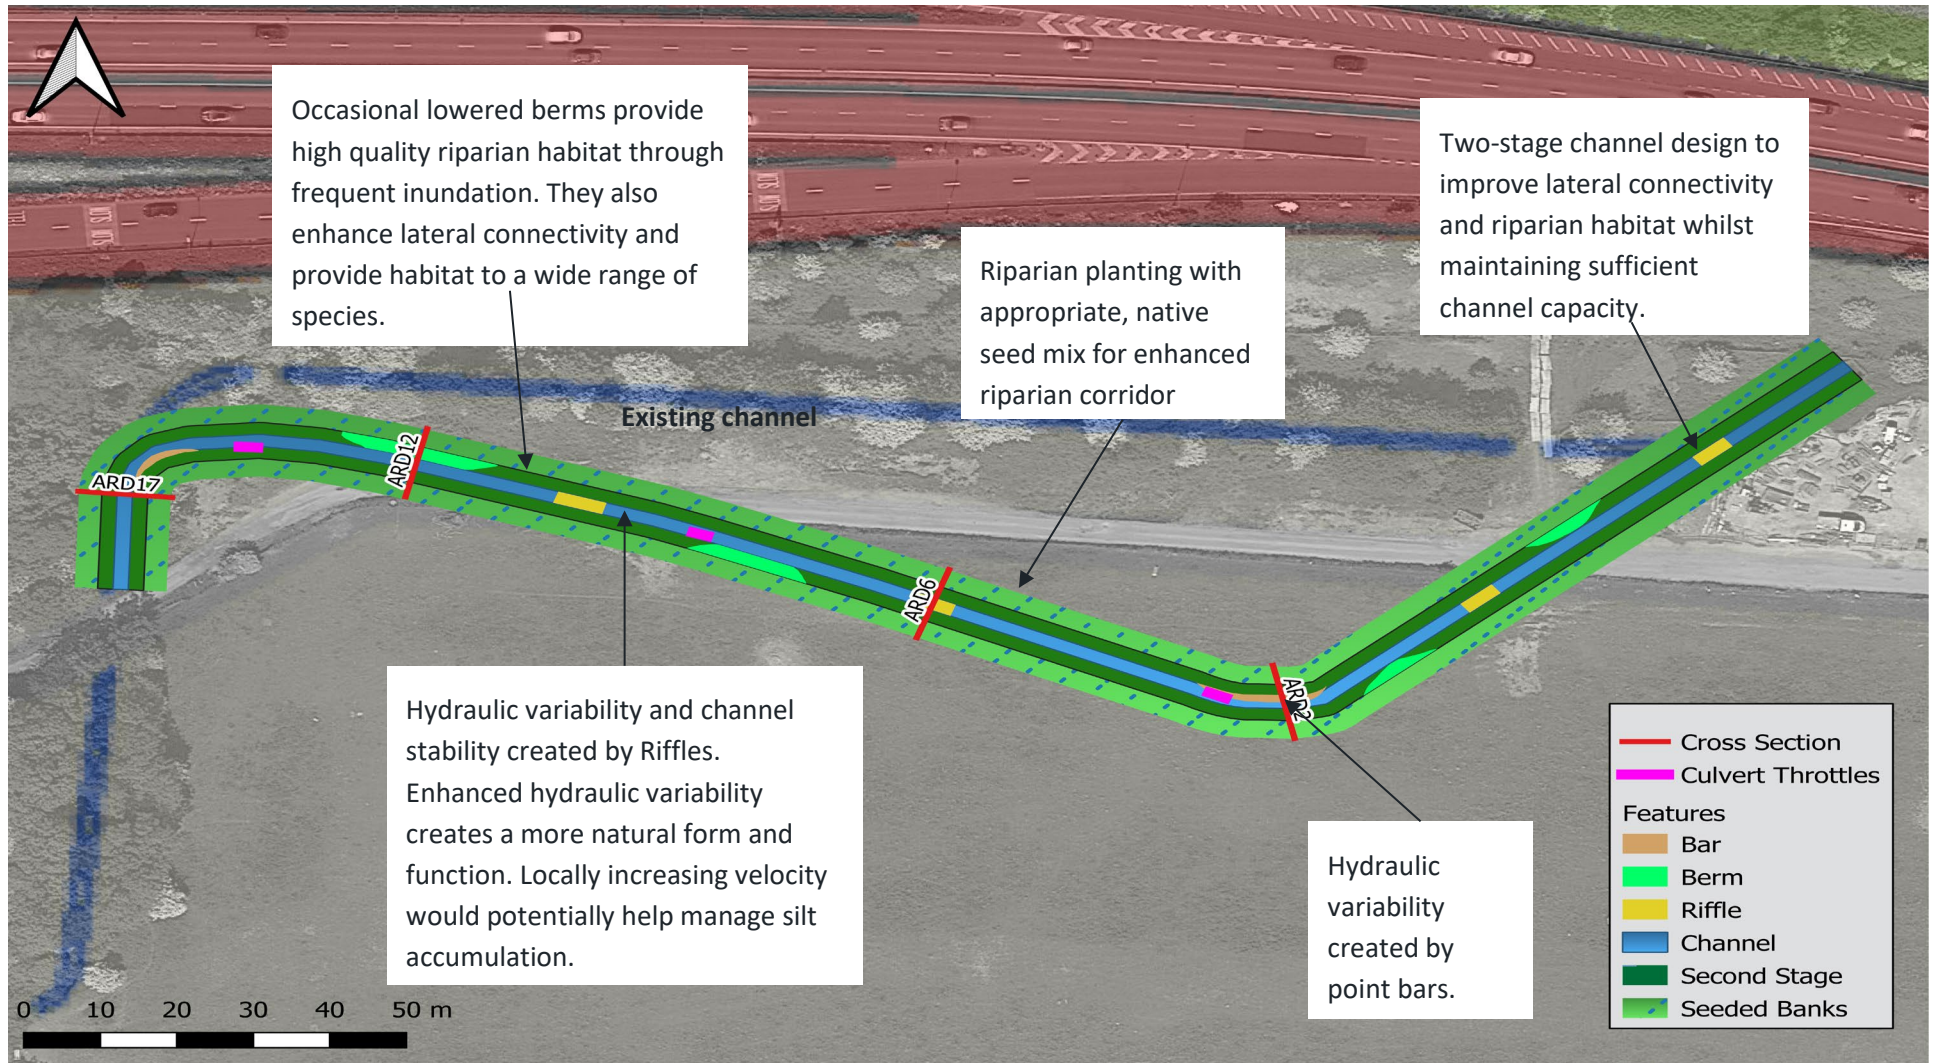 Occasional lowered berms provide
high quality riparian habitat through
frequent inundation. They also
enhance lateral connectivity and
provide habitat to a wide range of
species.
Two-stage channel design to
improve lateral connectivity
and riparian habitat whilst
maintaining sufficient
channel capacity.
Riparian planting with
appropriate, native
seed mix for enhanced
riparian corridor
SLOW
SLOW
Existing channel
ARD12
ARD17
ARD6
ARD2
Hydraulic variability and channel
stability created by Riffles.
Enhanced hydraulic variability
creates a more natural form and
function. Locally increasing velocity
would potentially help manage silt
accumulation.
Hydraulic
variability
created by
point bars.
Cross Section
Culvert Throttles
Features
Bar
Berm
Riffle
Channel
Second Stage
Seeded Banks
0 10 20 30 40 50 m